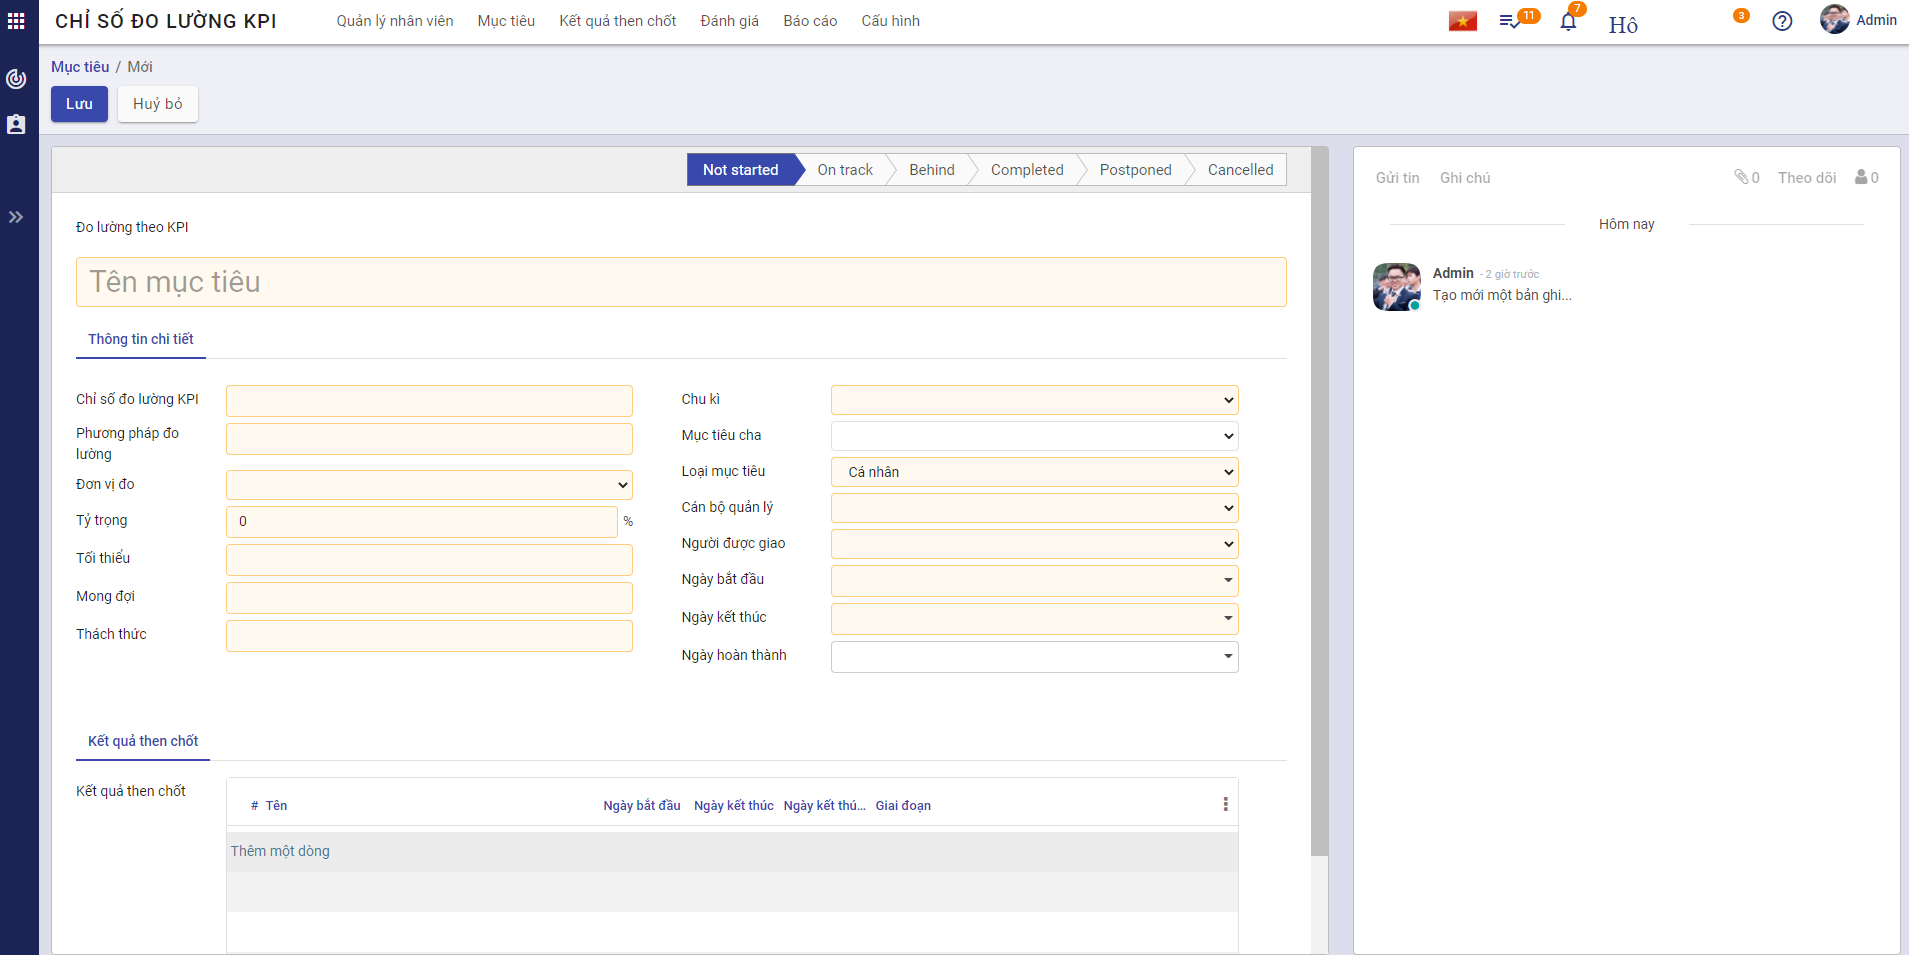 CHỈ SỐ ĐO LƯỜNG KPI Quản lý nhân viên Mục tiêu Kết quả then chốt Đánh giá Báo cáo Cấu hình 11 7 Hô 3 Admin
Mục tiêu / Mới
Lưu Huỷ bỏ
Not started On track Behind Completed Postponed Cancelled
Đo lường theo KPI
Tên mục tiêu
Thông tin chi tiết
Chỉ số đo lường KPI
Phương pháp đo
lường
Đơn vị đo
Tỷ trọng 0 %
Tối thiểu
Mong đợi
Thách thức
Chu kì
Mục tiêu cha
Loại mục tiêu Cá nhân
Cán bộ quản lý
Người được giao
Ngày bắt đầu
Ngày kết thúc
Ngày hoàn thành
Kết quả then chốt
Kết quả then chốt
# Tên Ngày bắt đầu Ngày kết thúc Ngày kết thú... Giai đoạn
Thêm một dòng
Gửi tin Ghi chú 0 Theo dõi 0
Hôm nay
Admin - 2 giờ trước
Tạo mới một bản ghi...